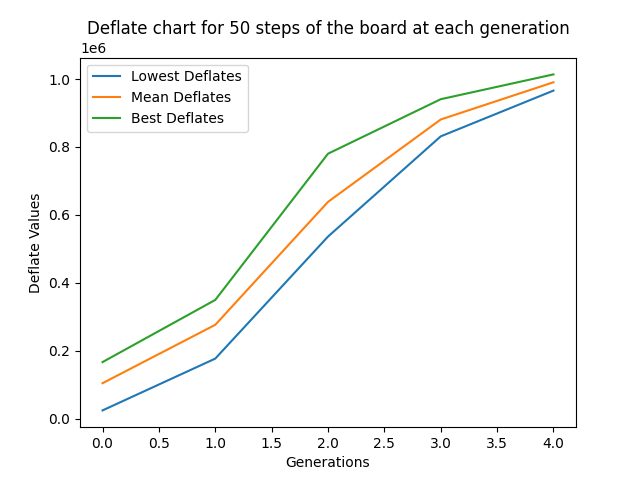 Deflate chart for 50 steps of the board at each generation
1e6
Lowest Deflates
Mean Deflates
Best Deflates
1.0
0.8
0.6
0.4
0.2
0.0
Deflate Values
0.0 0.5 1.0 1.5 2.0 2.5 3.0 3.5 4.0
Generations